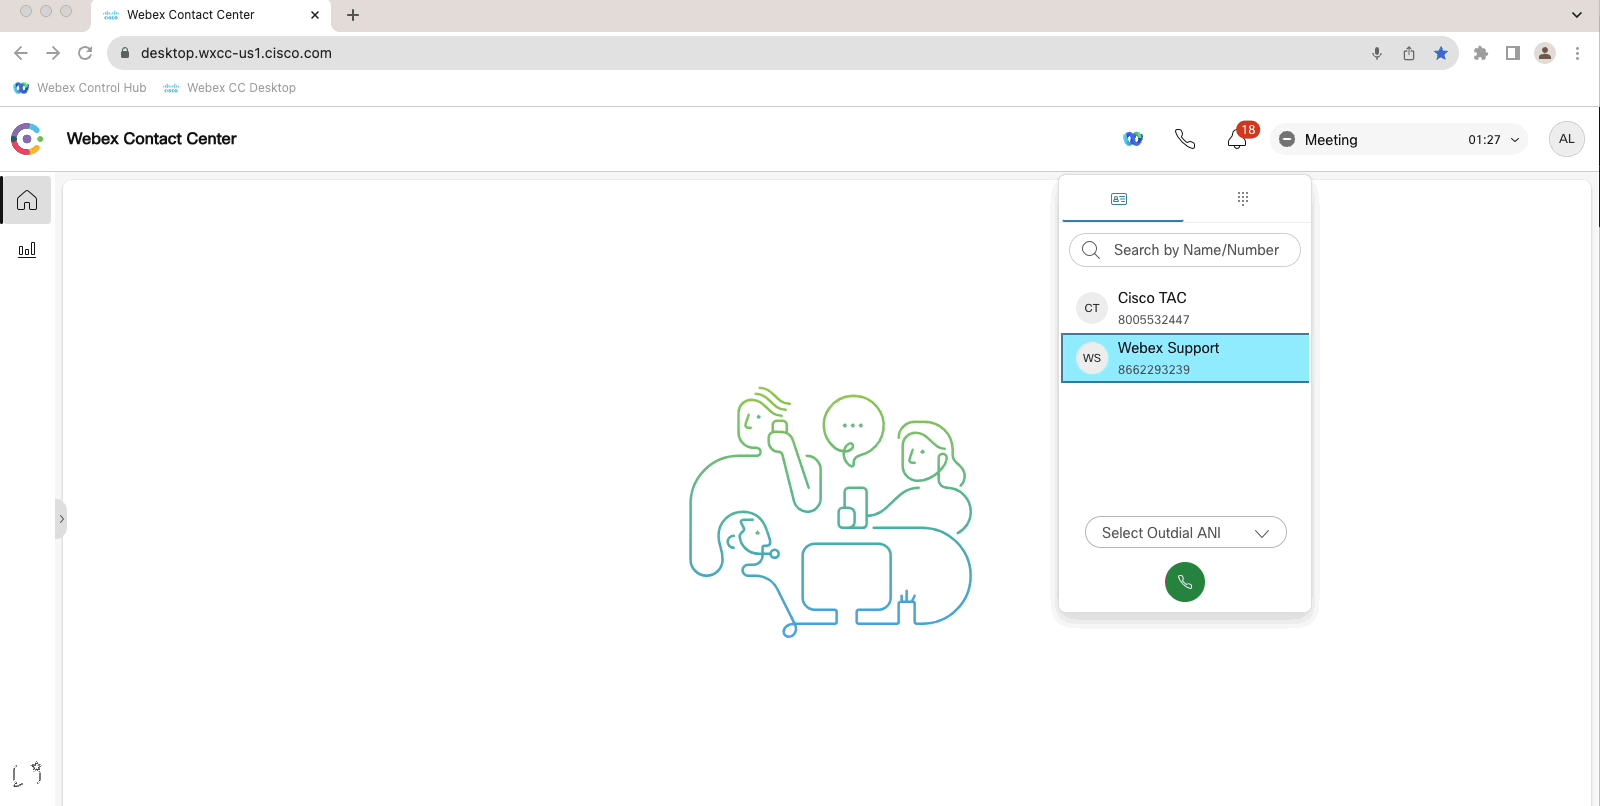 Webex Contact Center
desktop.wxcc-us1.cisco.com
Webex Control Hub
Webex CC Desktop
Webex Contact Center
18
Meeting
01:27
AL
Search by Name/Number
CT
Cisco TAC
8005532447
WS
Webex Support
8662293239
Select Outdial ANI